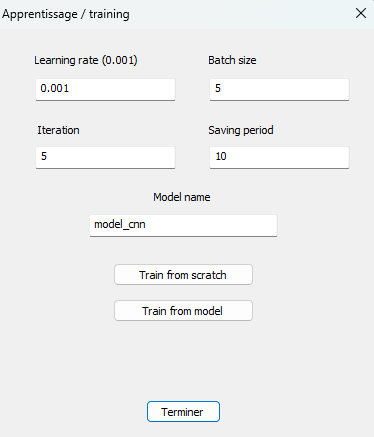 Apprentissage / training
Learning rate (0.001) Batch size
0.001 5
Iteration Saving period
5 10
Model name
model_cnn
Train from scratch
Train from model
Terminer